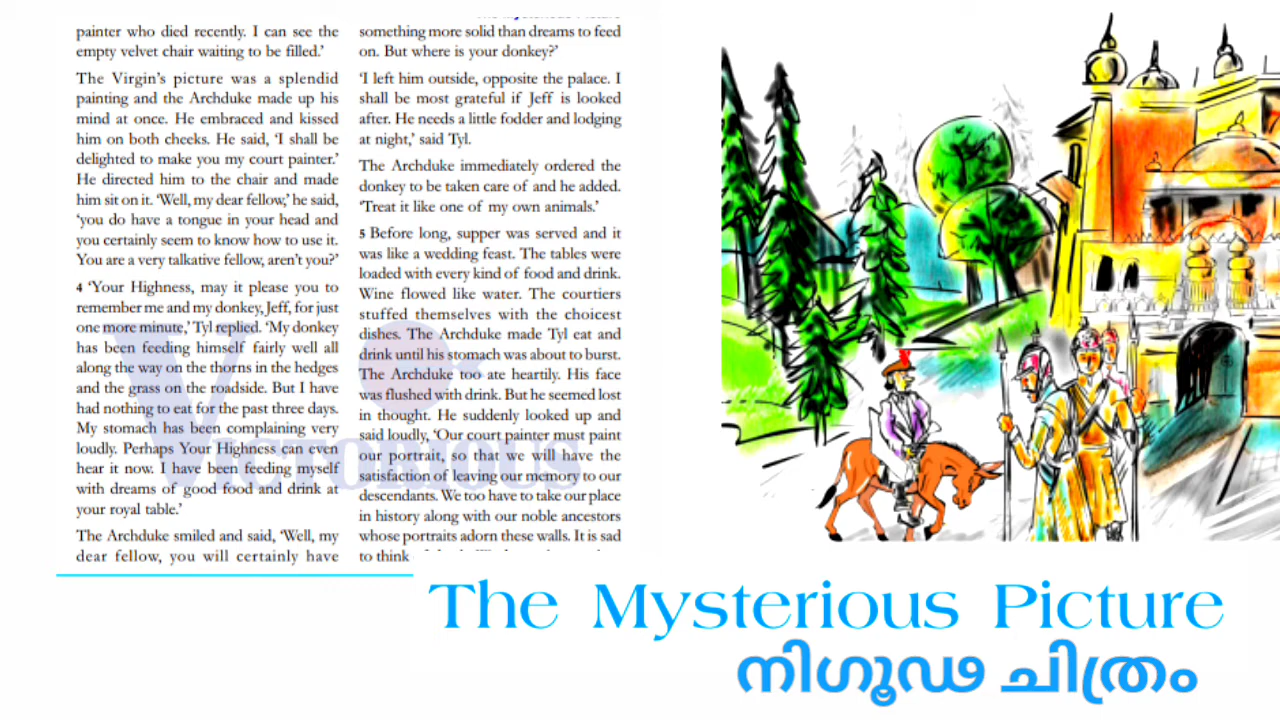 painter who died recently. I can see the
empty velvet chair waiting to be filled.’
The Virgin’s picture was a splendid
painting and the Archduke made up his
mind at once. He embraced and kissed
him on both cheeks. He said, ‘I shall be
delighted to make you my court painter.’
He directed him to the chair and made
him sit on it. ‘Well, my dear fellow,’ he said,
‘you do have a tongue in your head and
you certainly seem to know how to use it.
You are a very talkative fellow, aren’t you?’
4 ‘Your Highness, may it please you to
remember me and my donkey, Jeff, for just
one more minute,’ Tyl replied. ‘My donkey
has been feeding himself fairly well all
along the way on the thorns in the hedges
and the grass on the roadside. But I have
had nothing to eat for the past three days.
My stomach has been complaining very
loudly. Perhaps Your Highness can even
hear it now. I have been feeding myself
with dreams of good food and drink at
your royal table.’
The Archduke smiled and said, ‘Well, my
dear fellow, you will certainly have
something more solid than dreams to feed
on. But where is your donkey?’
‘I left him outside, opposite the palace. I
shall be most grateful if Jeff is looked
after. He needs a little fodder and lodging
at night,’ said Tyl.
The Archduke immediately ordered the
donkey to be taken care of and he added.
‘Treat it like one of my own animals.’
5 Before long, supper was served and it
was like a wedding feast. The tables were
loaded with every kind of food and drink.
Wine flowed like water. The courtiers
stuffed themselves with the choicest
dishes. The Archduke made Tyl eat and
drink until his stomach was about to burst.
The Archduke too ate heartily. His face
was flushed with drink. But he seemed lost
in thought. He suddenly looked up and
said loudly, ‘Our court painter must paint
our portrait, so that we will have the
satisfaction of leaving our memory to our
descendants. We too have to take our place
in history along with our noble ancestors
whose portraits adorn these walls. It is sad
to think
VICTORIOUS
The Mysterious Picture
നിഗൂഢ ചിത്രം